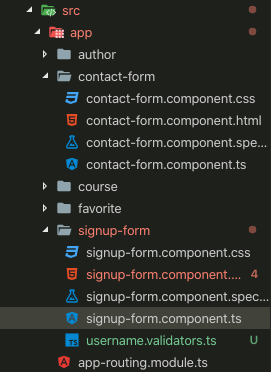 src
app
author
contact-form
contact-form.component.css
contact-form.component.html
contact-form.component.spe...
contact-form.component.ts
course
favorite
signup-form
signup-form.component.css
signup-form.component.... 4
signup-form.component.spec...
signup-form.component.ts
username.validators.ts U
app-routing.module.ts